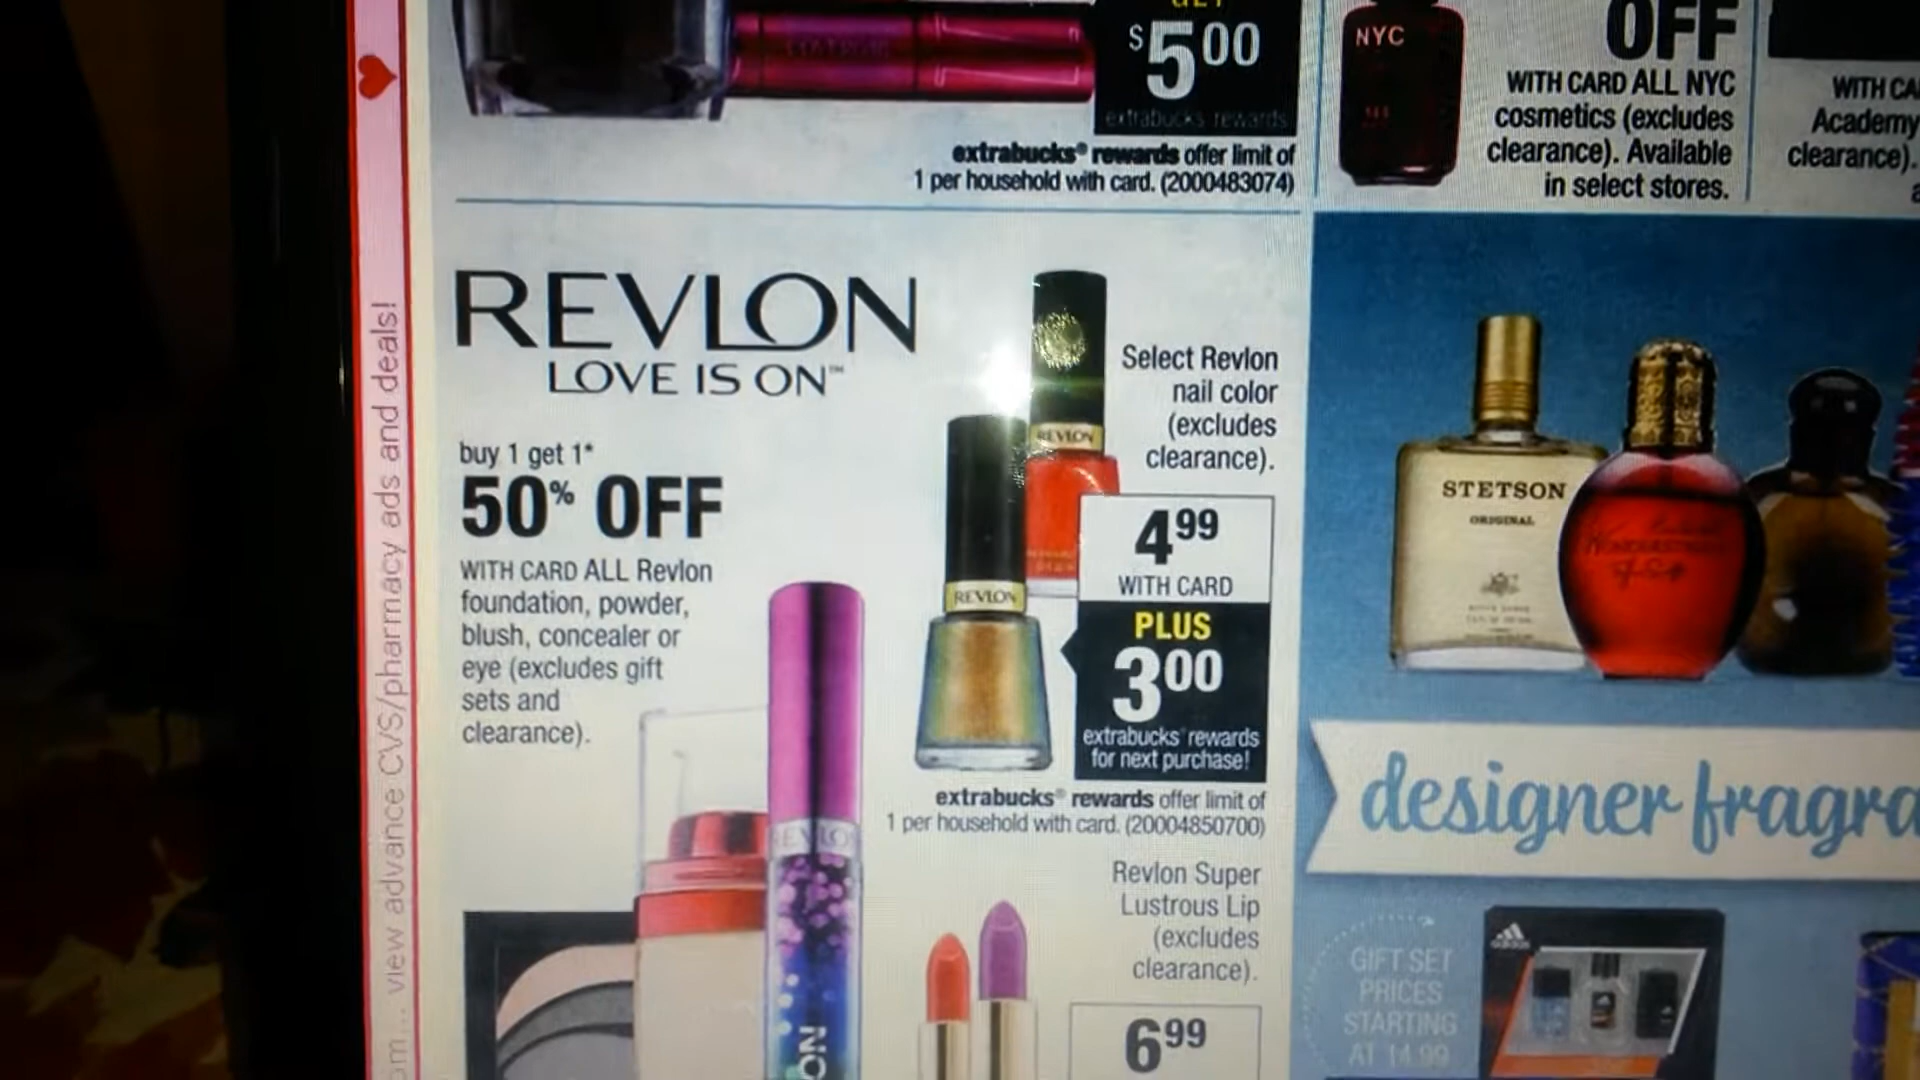 $5.00
extrabucks rewards
extrabucks® rewards offer limit of
1 per household with card. (2000483074)
NYC
OFF
WITH CARD ALL NYC
cosmetics (excludes
clearance). Available
in select stores.
Academy
clearance).
REVLON
LOVE IS ON™
buy 1 get 1*
50% OFF
WITH CARD ALL Revlon
foundation, powder,
blush, concealer or
eye (excludes gift
sets and
clearance).
REVLON
REVLON
REVLON
Select Revlon
nail color
(excludes
clearance).
4.99
WITH CARD
PLUS
3.00
extrabucks® rewards
for next purchase!
extrabucks® rewards offer limit of
1 per household with card. (20004850700)
Revlon Super
Lustrous Lip
(excludes
clearance).
6.99
STETSON
ORIGINAL
designer
GIFT SET
PRICES
STARTING
AT 14.99
adidas
view advance CVS/pharmacy ads and deals!